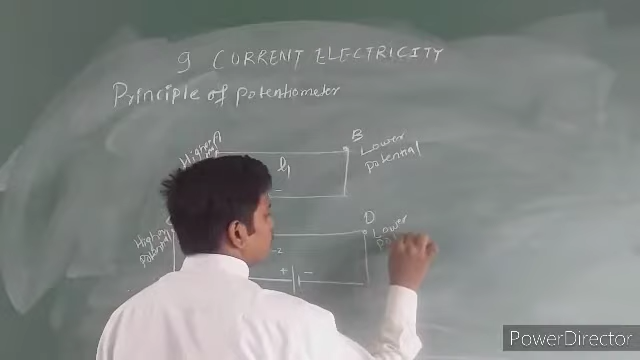 9 CURRENT ELECTRICITY
Principle of potentiometer
A
B
Higher
l1
Lower
potential
D
Higher
potential
Lower
+ -
PowerDirector